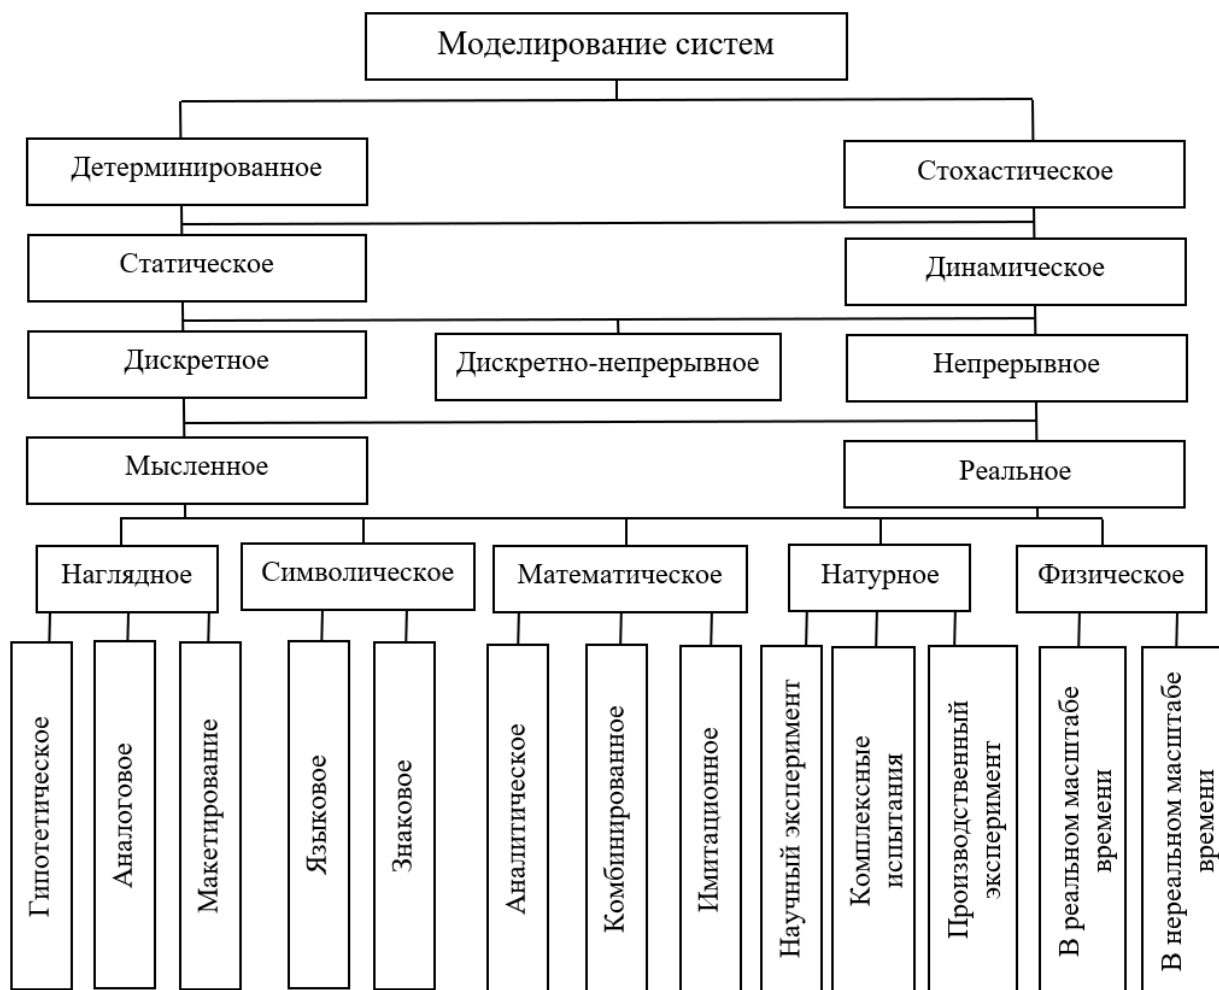 Моделирование систем
Детерминированное
Стохастическое
Статическое
Динамическое
Дискретное
Дискретно-непрерывное
Непрерывное
Мысленное
Реальное
Наглядное
Символическое
Математическое
Натурное
Физическое
Гипотетическое
Аналоговое
Макетирование
Языковое
Знаковое
Аналитическое
Комбинированное
Имитационное
Научный эксперимент
Комплексные
испытания
Производственный
эксперимент
В реальном масштабе
времени
В нереальном масштабе
времени